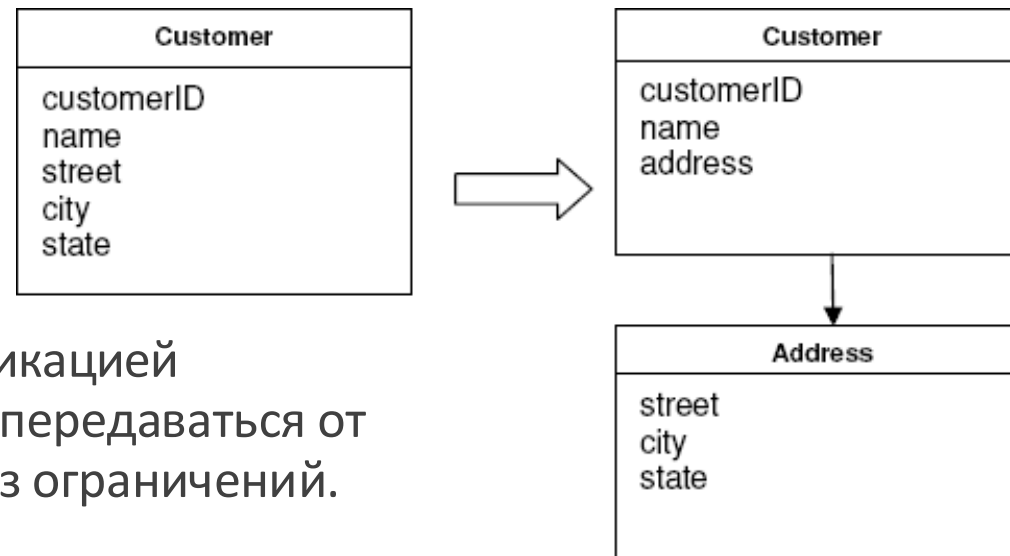 Customer
customerID
name
street
city
state
Customer
customerID
name
address
Address
street
city
state
икацией
передаваться от
з ограничений.